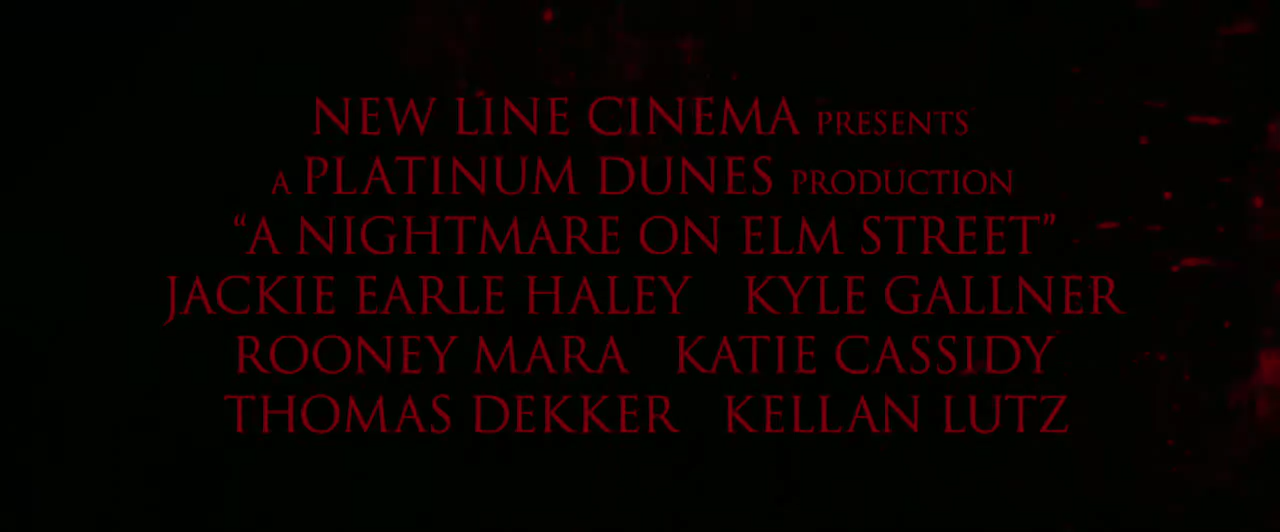 NEW LINE CINEMA PRESENTS
A PLATINUM DUNES PRODUCTION
“A NIGHTMARE ON ELM STREET”
JACKIE EARLE HALEY KYLE GALLNER
ROONEY MARA KATIE CASSIDY
THOMAS DEKKER KELLAN LUTZ